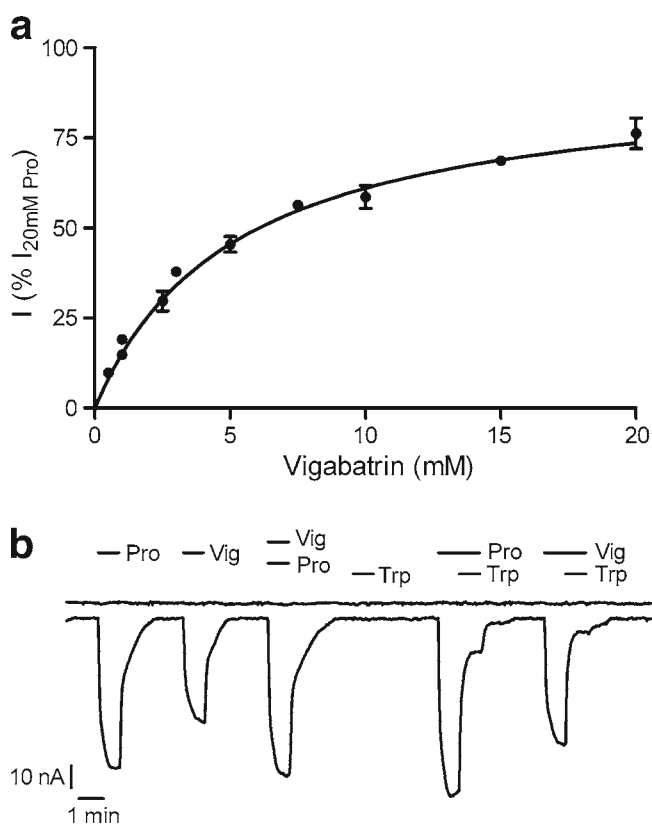 a
100
75
50
25
0
I (% I20mM Pro)
0 5 10 15 20
Vigabatrin (mM)
b
Vig
Pro Vig Pro Trp Pro Vig
Trp Trp
10 nA
1 min